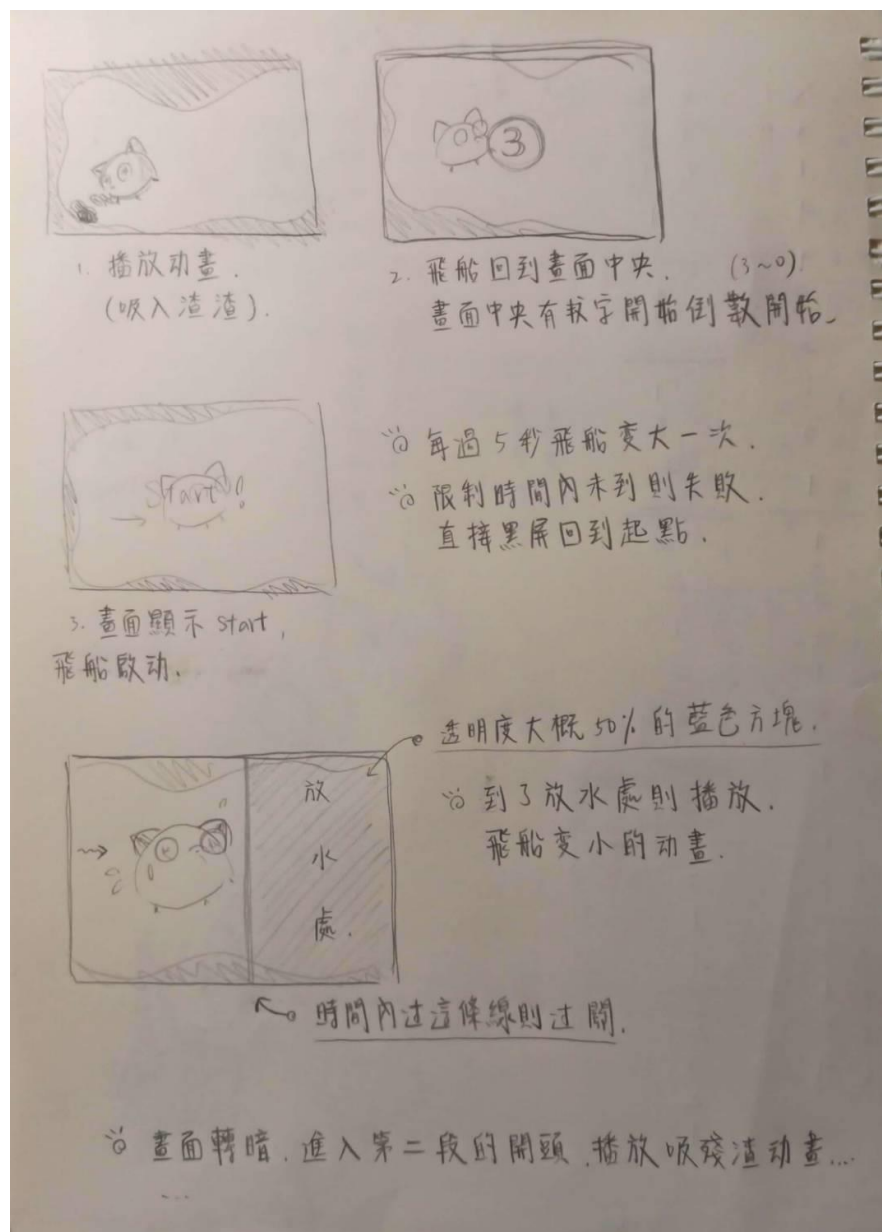 1. 播放动畫.
(吸入渣渣).
3
2. 飛船回到畫面中央. (3~0).
畫面中央有数字開始倒數開始.
Start!
3. 畫面顯示 Start,
飛船啟动.
每過5秒飛船变大一次.
限制時間內未到則失敗.
直接黑屏回到起點.
透明度大概50%的藍色方塊.
放
水
處.
到了放水處則播放.
飛船变小的动畫.
時間內过這條線則过關.
畫面轉暗.進入第二段的開頭.播放吸殘渣动畫...
...